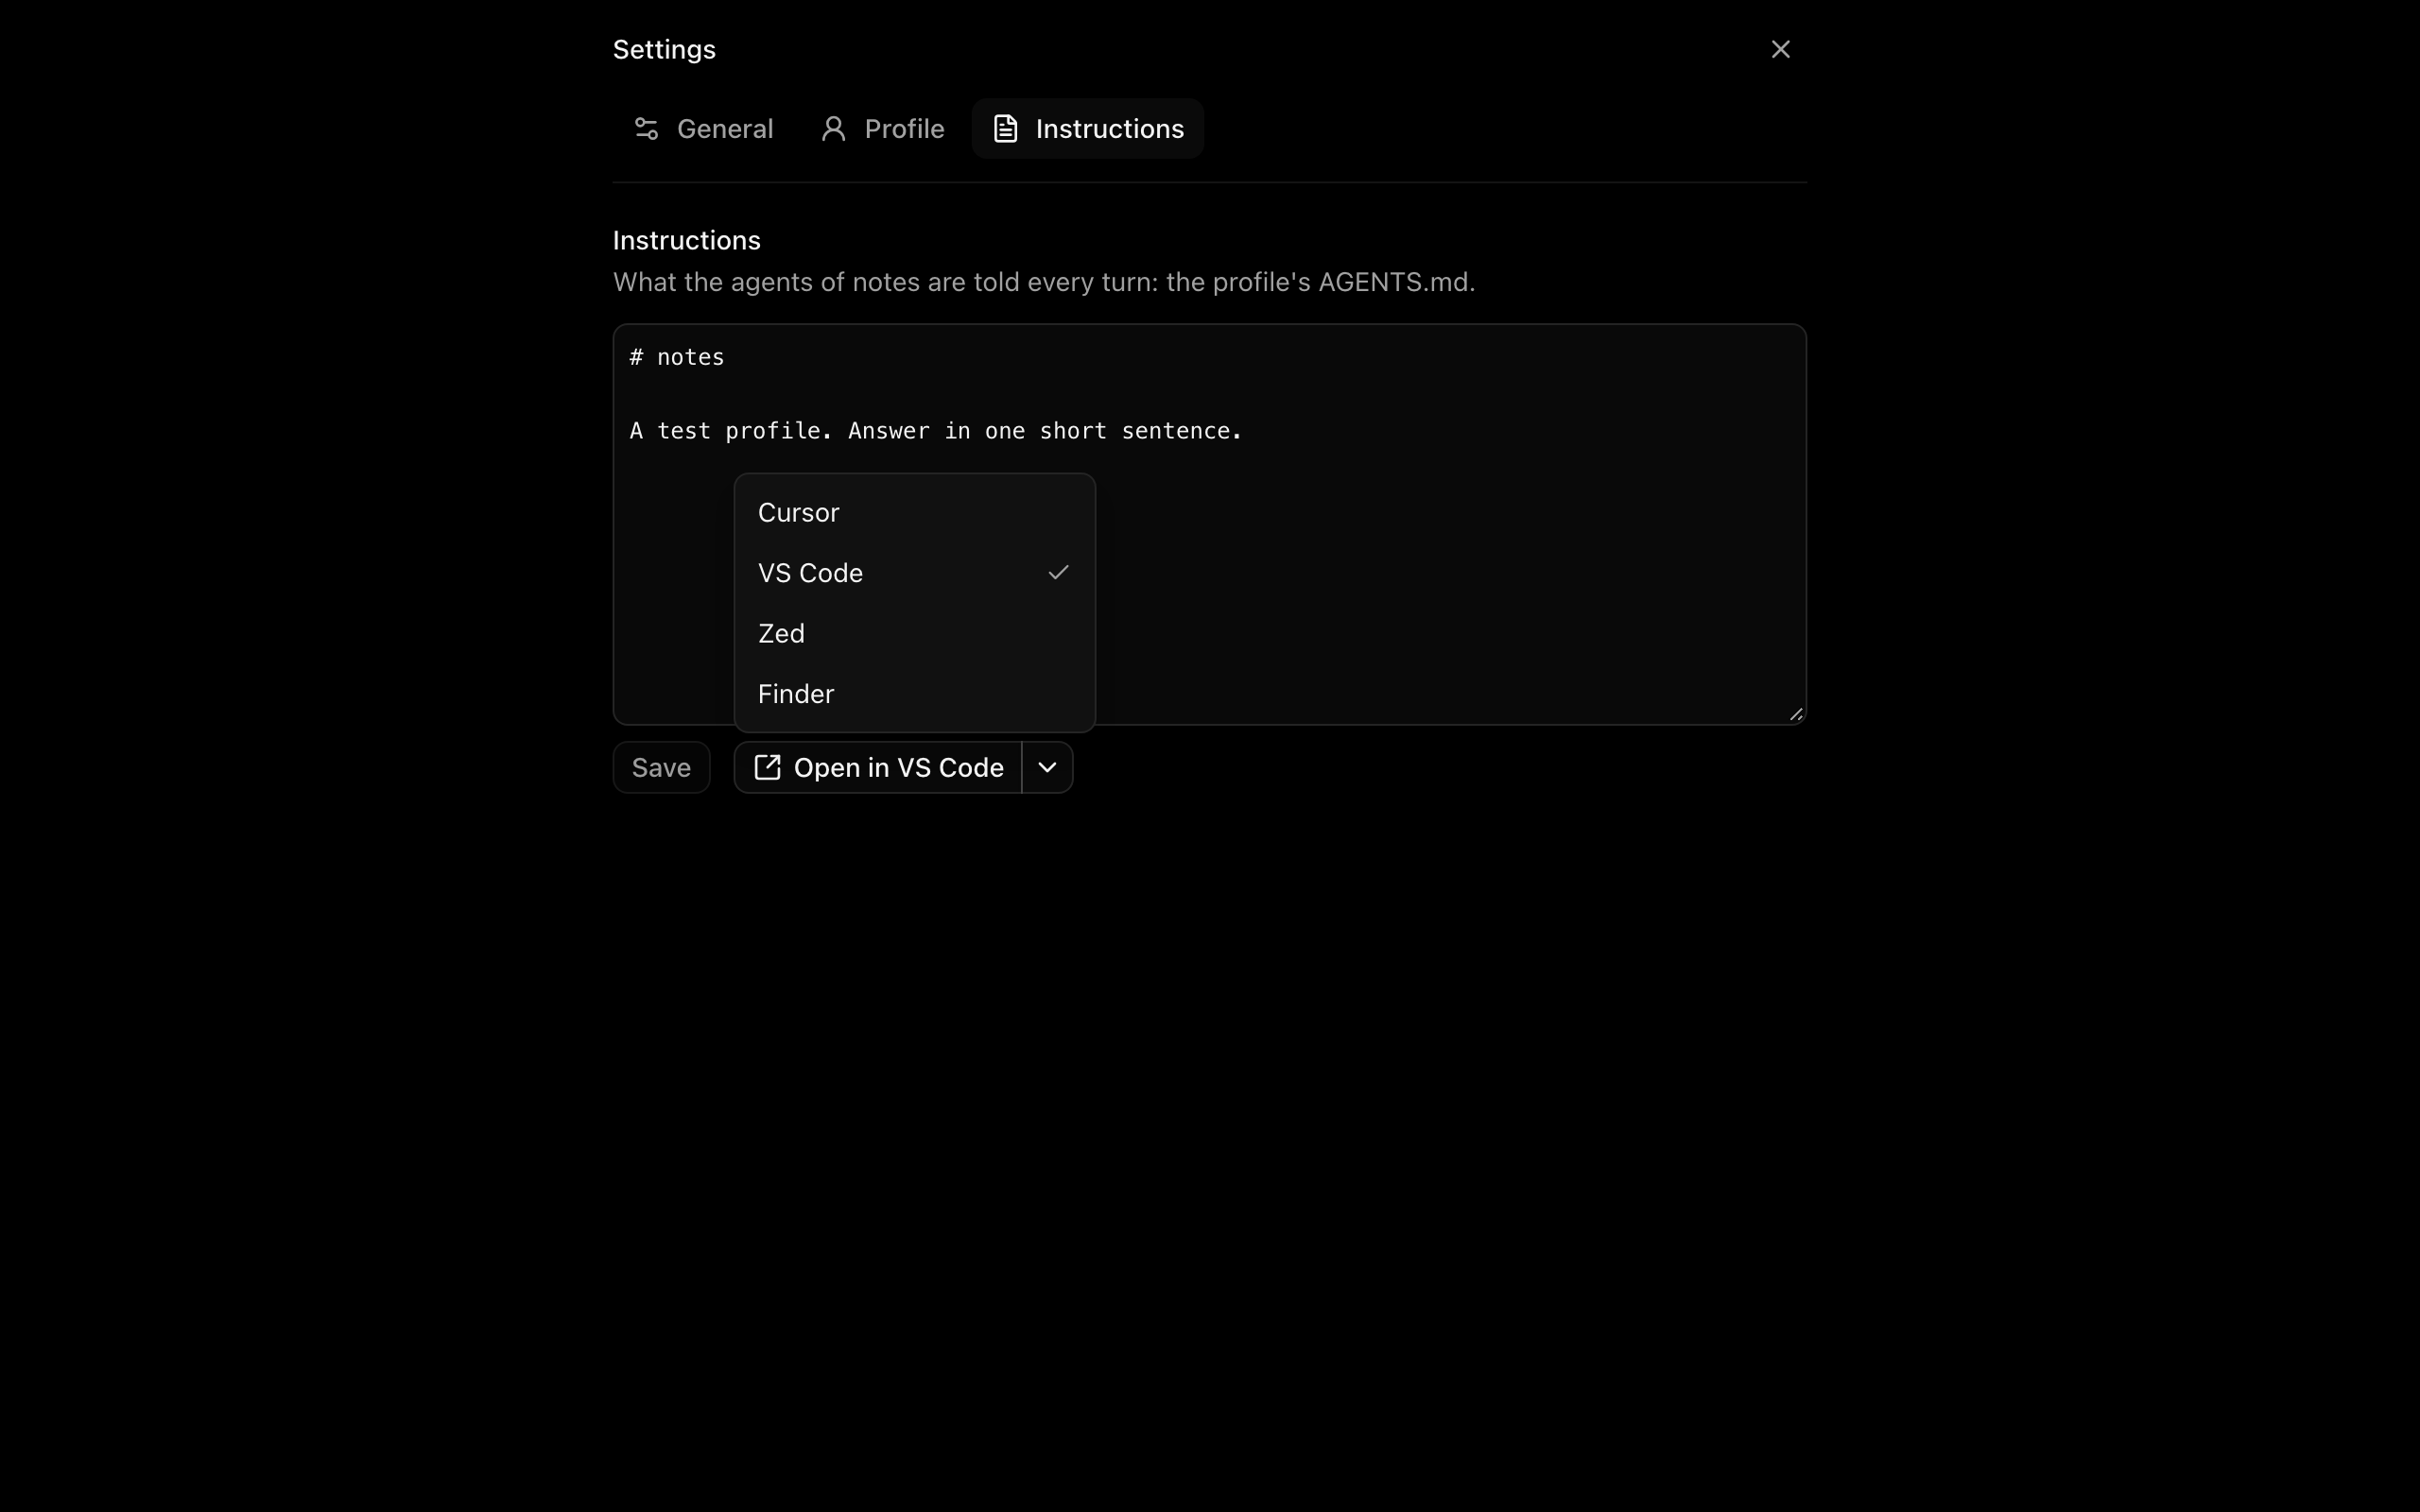 Settings
General Profile Instructions
Instructions
What the agents of notes are told every turn: the profile's AGENTS.md.
# notes
A test profile. Answer in one short sentence.
Cursor
VS Code
Zed
Finder
Save Open in VS Code